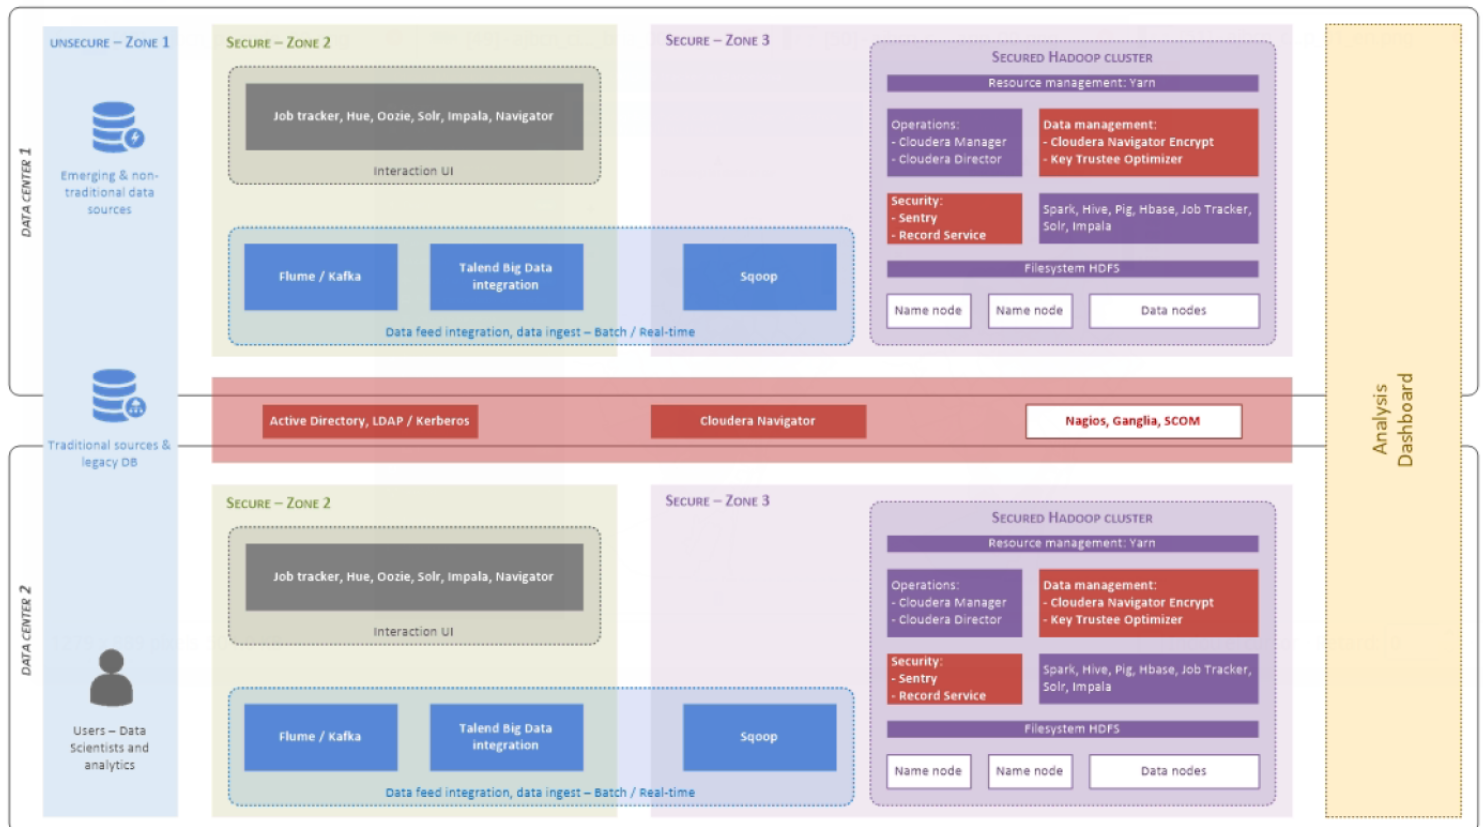 DATA CENTER 1
UNSECURE – ZONE 1
Emerging & non-
traditional data
sources
Traditional sources &
legacy DB
Users – Data
Scientists and
analytics
SECURE – ZONE 2
Job tracker, Hue, Oozie, Solr, Impala, Navigator
Interaction UI
Flume / Kafka
Talend Big Data
integration
Sqoop
Data feed integration, data ingest – Batch / Real-time
SECURE – ZONE 3
SECURED HADOOP CLUSTER
Resource management: Yarn
Operations:
- Cloudera Manager
- Cloudera Director
Data management:
- Cloudera Navigator Encrypt
- Key Trustee Optimizer
Security:
- Sentry
- Record Service
Spark, Hive, Pig, Hbase, Job Tracker,
Solr, Impala
Filesystem HDFS
Name node
Name node
Data nodes
Active Directory, LDAP / Kerberos
Cloudera Navigator
Nagios, Ganglia, SCOM
DATA CENTER 2
SECURE – ZONE 2
Job tracker, Hue, Oozie, Solr, Impala, Navigator
Interaction UI
Flume / Kafka
Talend Big Data
integration
Sqoop
Data feed integration, data ingest – Batch / Real-time
SECURE – ZONE 3
SECURED HADOOP CLUSTER
Resource management: Yarn
Operations:
- Cloudera Manager
- Cloudera Director
Data management:
- Cloudera Navigator Encrypt
- Key Trustee Optimizer
Security:
- Sentry
- Record Service
Spark, Hive, Pig, Hbase, Job Tracker,
Solr, Impala
Filesystem HDFS
Name node
Name node
Data nodes
Analysis
Dashboard